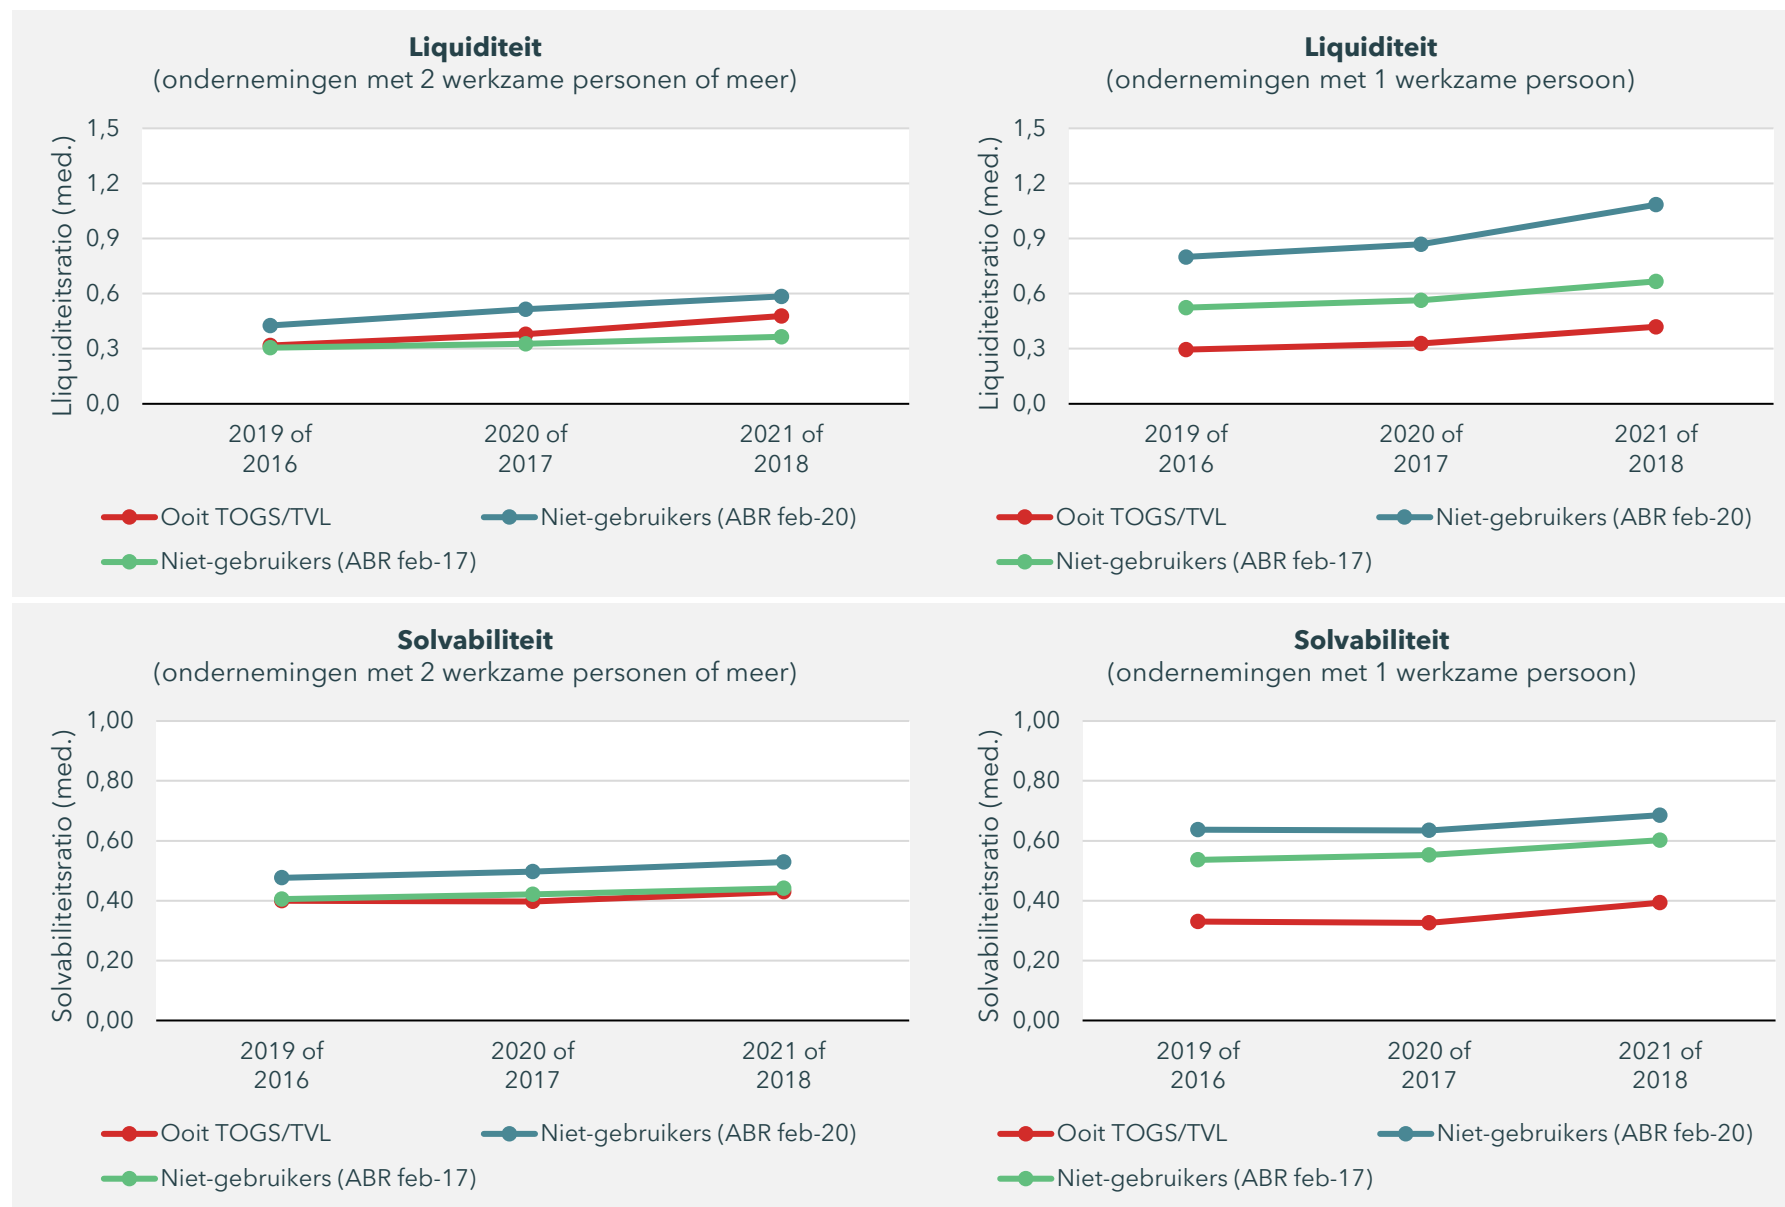 Liquiditeit
(ondernemingen met 2 werkzame personen of meer)
Lliquiditeitsratio (med.)
1,5
1,2
0,9
0,6
0,3
0,0
2019 of
2016
2020 of
2017
2021 of
2018
Ooit TOGS/TVL
Niet-gebruikers (ABR feb-20)
Niet-gebruikers (ABR feb-17)
Liquiditeit
(ondernemingen met 1 werkzame persoon)
Liquiditeitsratio (med.)
1,5
1,2
0,9
0,6
0,3
0,0
2019 of
2016
2020 of
2017
2021 of
2018
Ooit TOGS/TVL
Niet-gebruikers (ABR feb-20)
Niet-gebruikers (ABR feb-17)
Solvabiliteit
(ondernemingen met 2 werkzame personen of meer)
Solvabiliteitsratio (med.)
1,00
0,80
0,60
0,40
0,20
0,00
2019 of
2016
2020 of
2017
2021 of
2018
Ooit TOGS/TVL
Niet-gebruikers (ABR feb-20)
Niet-gebruikers (ABR feb-17)
Solvabiliteit
(ondernemingen met 1 werkzame persoon)
Solvabiliteitsratio (med.)
1,00
0,80
0,60
0,40
0,20
0,00
2019 of
2016
2020 of
2017
2021 of
2018
Ooit TOGS/TVL
Niet-gebruikers (ABR feb-20)
Niet-gebruikers (ABR feb-17)